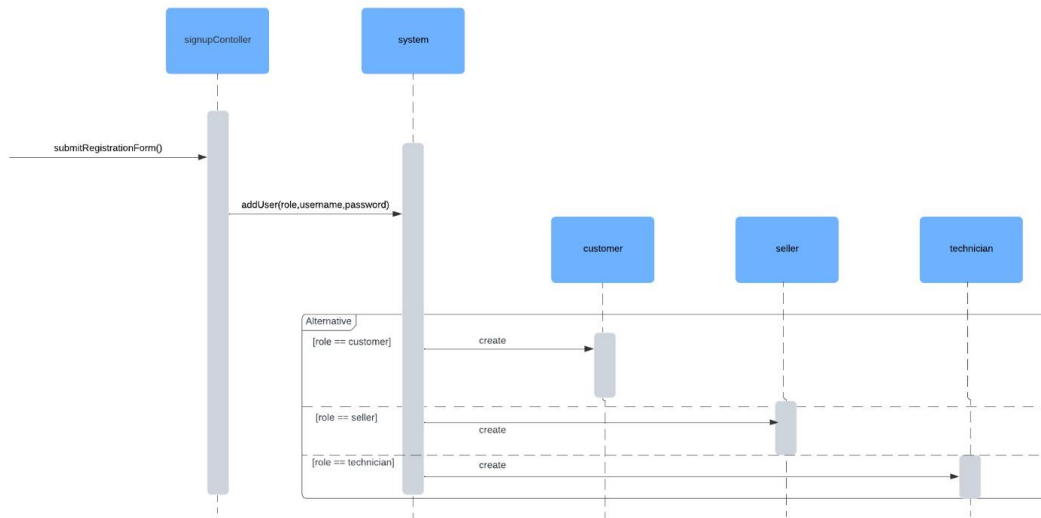 signupContoller
system
submitRegistrationForm()
addUser(role,username,password)
customer
seller
technician
Alternative
[role == customer]
create
[role == seller]
create
[role == technician]
create